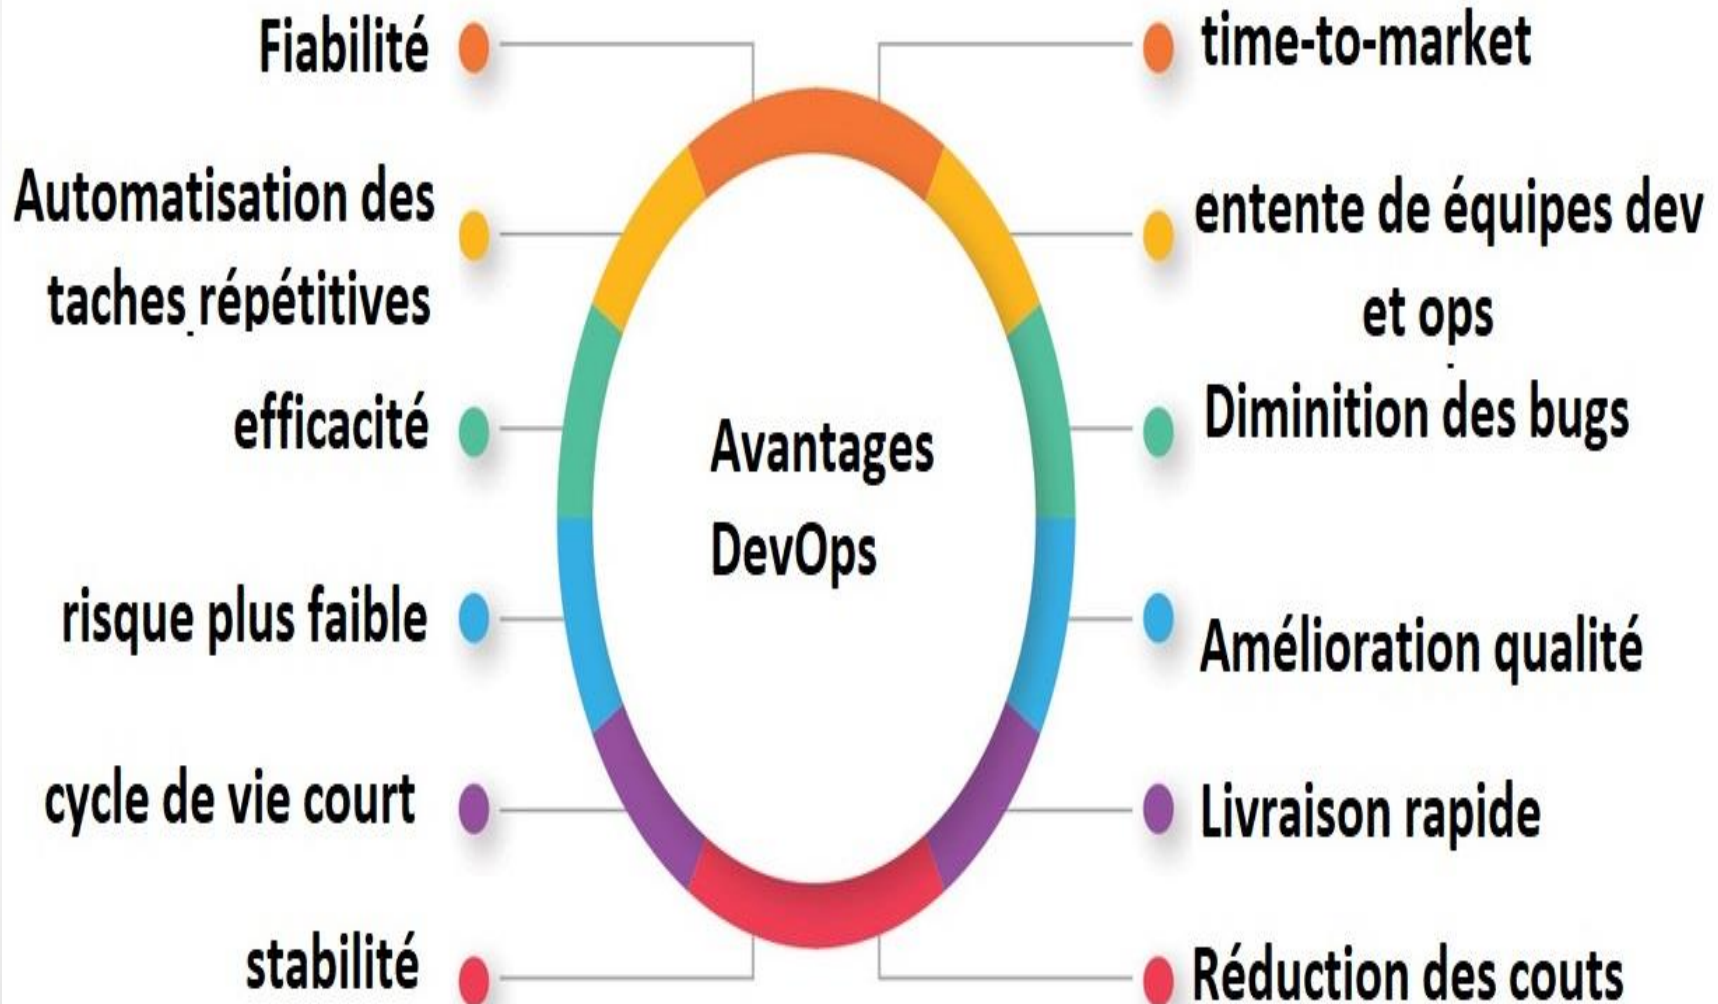 Fiabilité
time-to-market
Automatisation des
taches répétitives
entente de équipes dev
et ops
efficacité
Diminition des bugs
Avantages
DevOps
risque plus faible
Amélioration qualité
cycle de vie court
Livraison rapide
stabilité
Réduction des couts